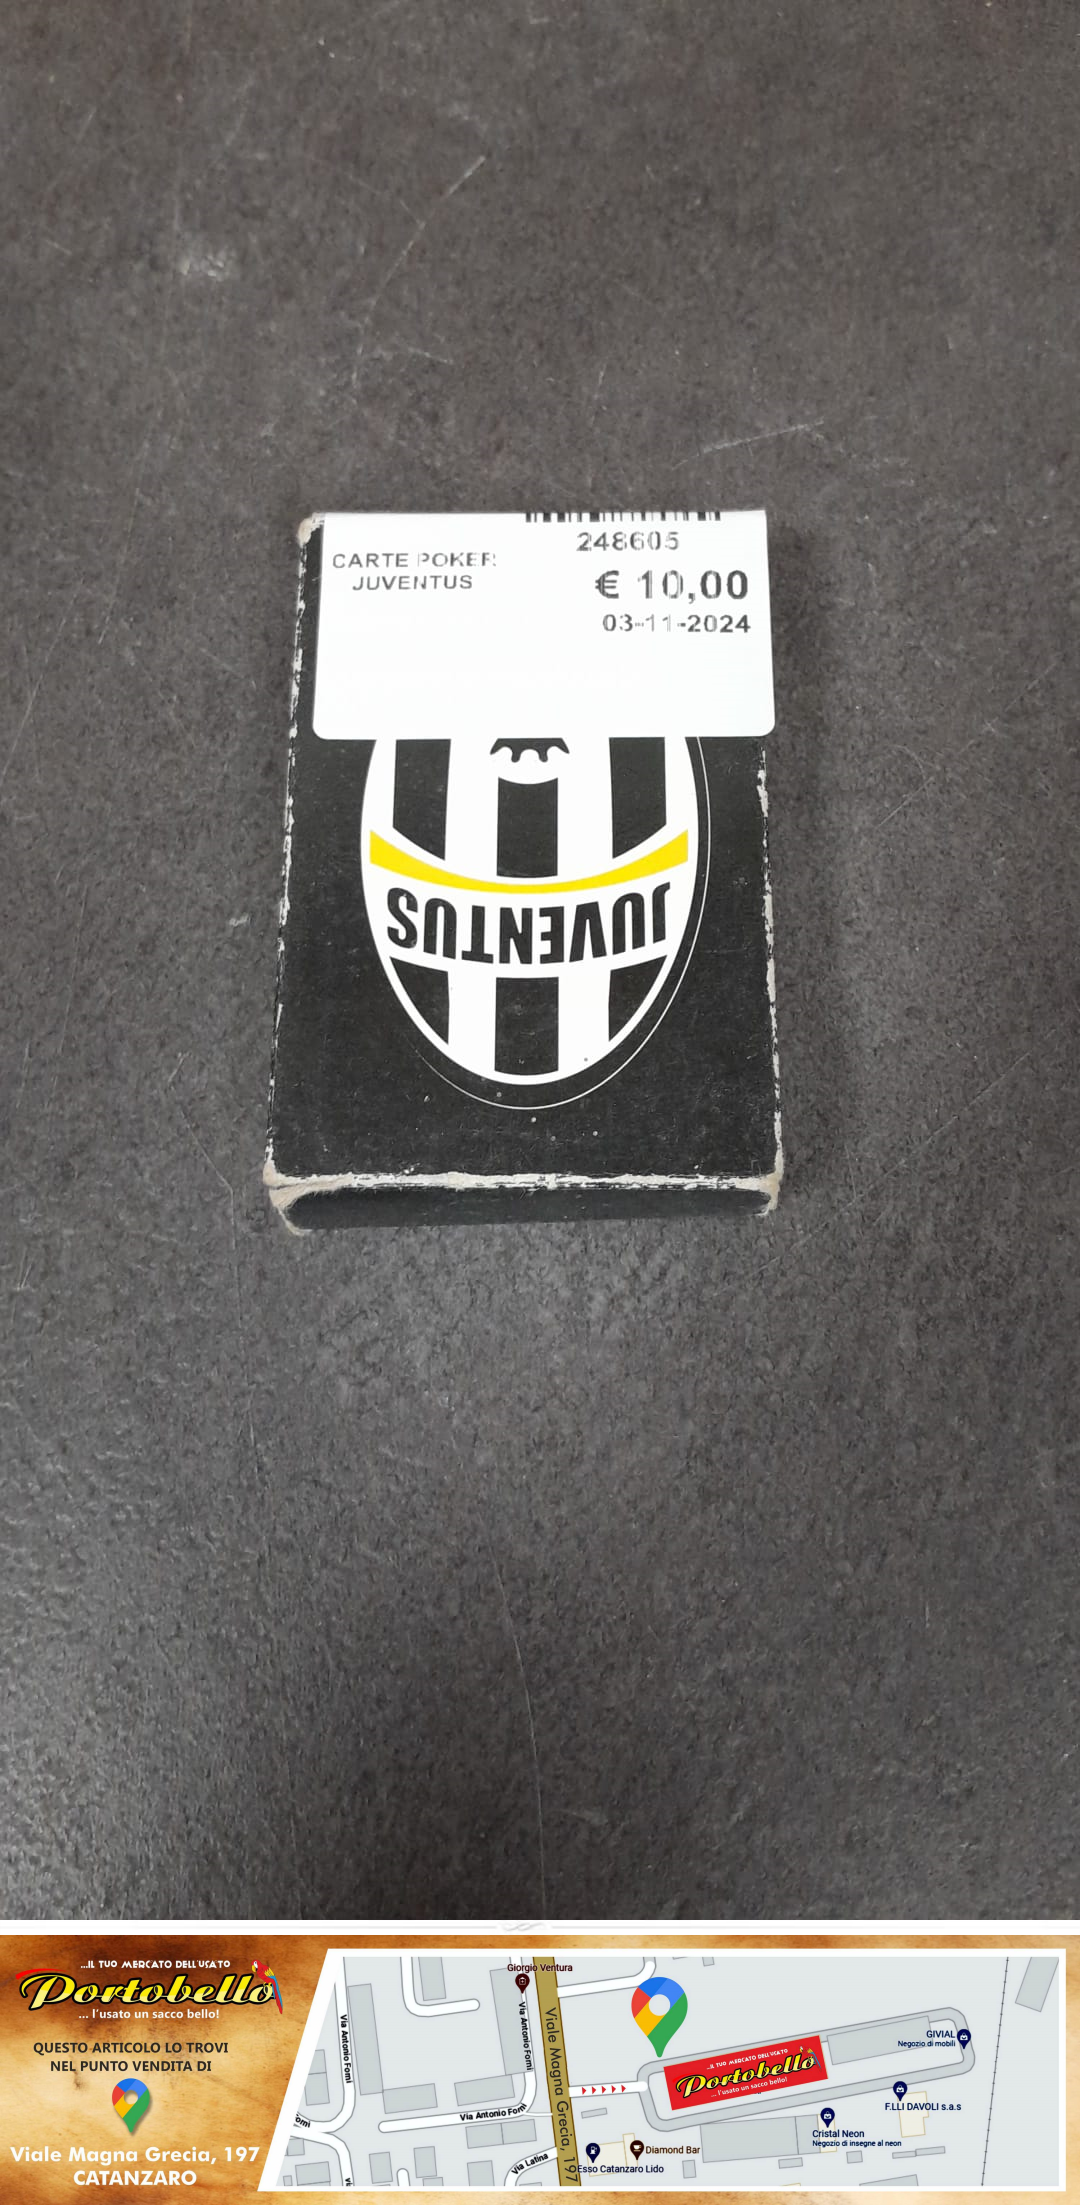 248605
CARTE POKER
JUVENTUS
€ 10,00
03-11-2024
JUVENTUS
...IL TUO MERCATO DELL'USATO
Portobello
... l'usato un sacco bello!
QUESTO ARTICOLO LO TROVI
NEL PUNTO VENDITA DI
Viale Magna Grecia, 197
CATANZARO
Giorgio Ventura
Via Antonio Forni
Via Antonio Forni
Viale Magna Grecia, 197
Via Antonio Forni
Via Latina
...IL TUO MERCATO DELL'USATO
Portobello
... l'usato un sacco bello!
GIVIAL
Negozio di mobili
F.LLI DAVOLI s.a.s
Cristal Neon
Negozio di insegne al neon
Diamond Bar
Esso Catanzaro Lido